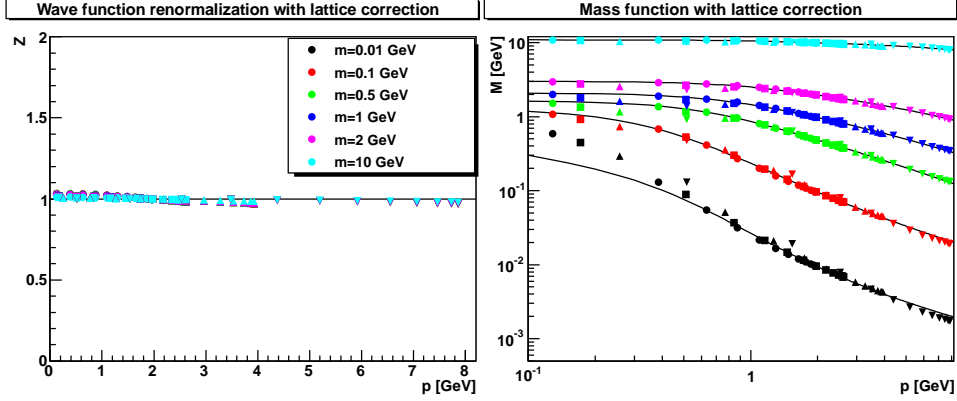 Wave function renormalization with lattice correction
Z
2
1.5
1
0.5
0
m=0.01 GeV
m=0.1 GeV
m=0.5 GeV
m=1 GeV
m=2 GeV
m=10 GeV
0 1 2 3 4 5 6 7 8
p [GeV]
Mass function with lattice correction
M [GeV]
10
1
10-1
10-2
10-3
10-1 1
p [GeV]